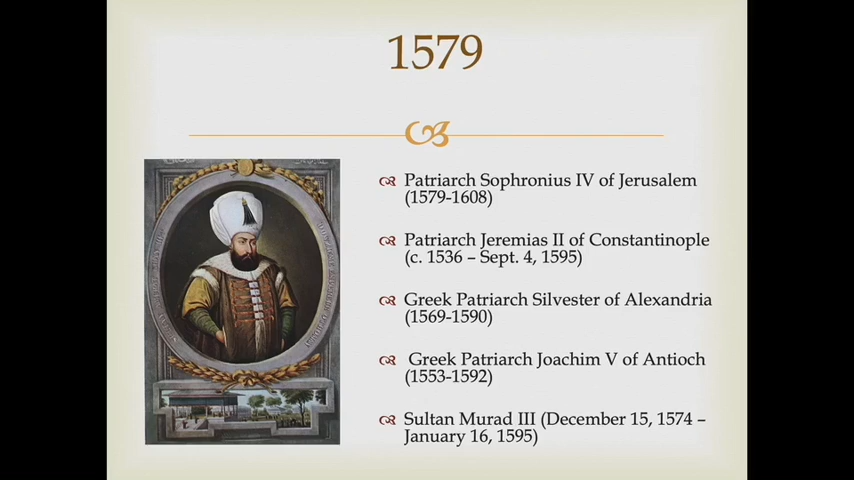 1579
Patriarch Sophronius IV of Jerusalem
(1579-1608)
Patriarch Jeremias II of Constantinople
(c. 1536 – Sept. 4, 1595)
Greek Patriarch Silvester of Alexandria
(1569-1590)
Greek Patriarch Joachim V of Antioch
(1553-1592)
Sultan Murad III (December 15, 1574 –
January 16, 1595)